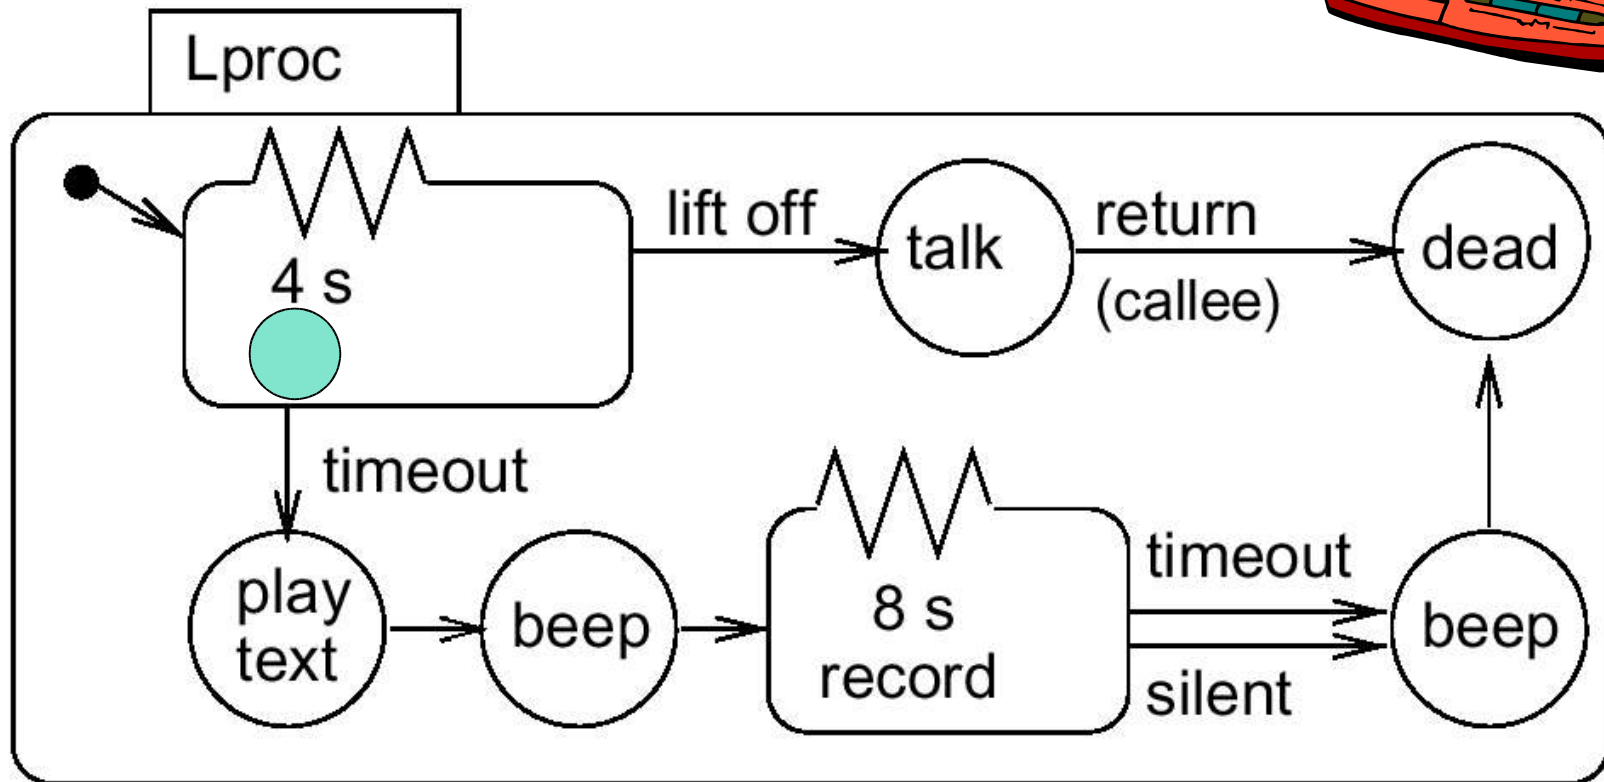 Lproc
4 s
lift off
talk
return
(callee)
dead
timeout
play
text
beep
8 s
record
timeout
silent
beep